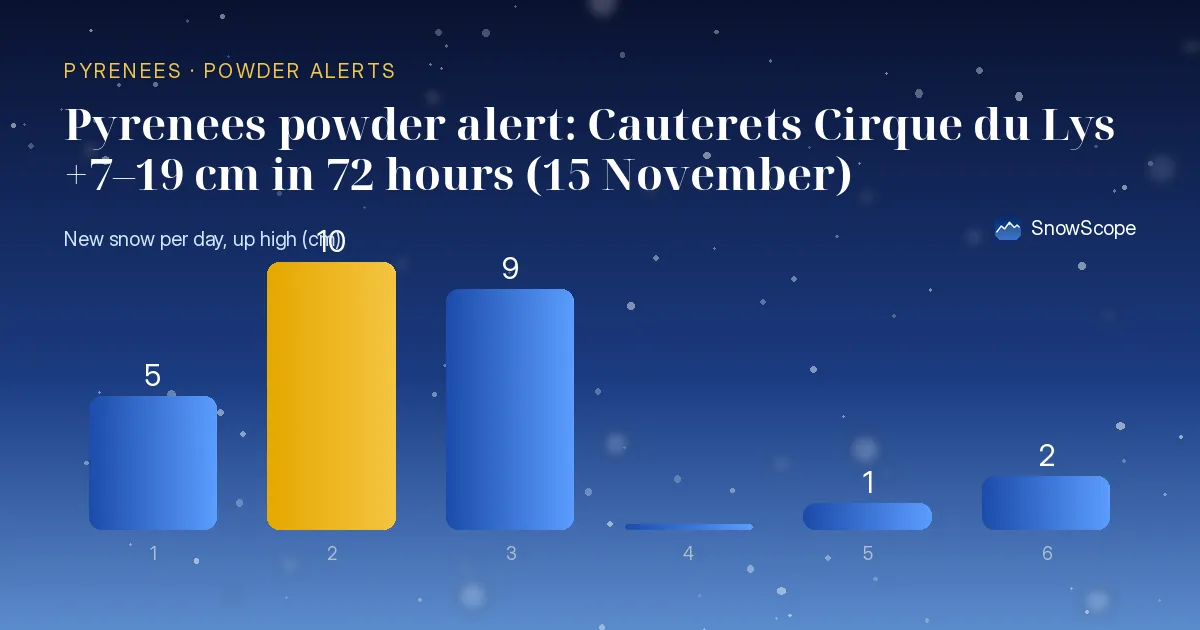 PYRENEES · POWDER ALERTS
Pyrenees powder alert: Cauterets Cirque du Lys
+7–19 cm in 72 hours (15 November)
New snow per day, up high (cm)
SnowScope
10
9
5
1
2
1 2 3 4 5 6